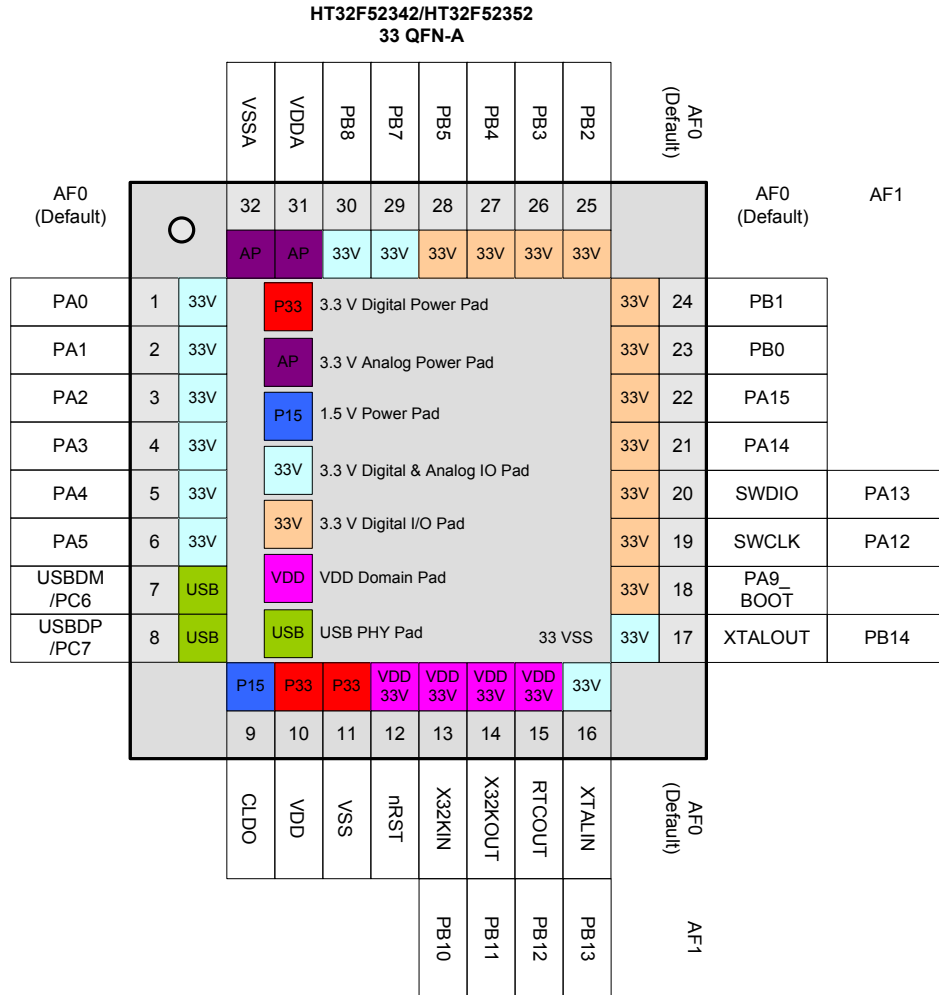 HT32F52342/HT32F52352
33 QFN-A
VSSA
VDDA
PB8
PB7
PB5
PB4
PB3
PB2
AF0
(Default)
AF0
(Default)
32 31 30 29 28 27 26 25
AF0
(Default)
AF1
AP AP 33V 33V 33V 33V 33V 33V
PA0 1 33V
P33 3.3 V Digital Power Pad
33V 24 PB1
PA1 2 33V
AP 3.3 V Analog Power Pad
33V 23 PB0
PA2 3 33V
P15 1.5 V Power Pad
33V 22 PA15
PA3 4 33V
33V 3.3 V Digital & Analog IO Pad
33V 21 PA14
PA4 5 33V
33V 3.3 V Digital I/O Pad
33V 20 SWDIO PA13
PA5 6 33V
33V 19 SWCLK PA12
USBDM
/PC6
7 USB
VDD VDD Domain Pad
33V 18
PA9_
BOOT
USBDP
/PC7
8 USB
USB USB PHY Pad
33 VSS
33V 17 XTALOUT PB14
P15 P33 P33
VDD
33V
VDD
33V
VDD
33V
VDD
33V
33V
9 10 11 12 13 14 15 16
CLDO
VDD
VSS
nRST
X32KIN
X32KOUT
RTCOUT
XTALIN
AF0
(Default)
PB10
PB11
PB12
PB13
AF1